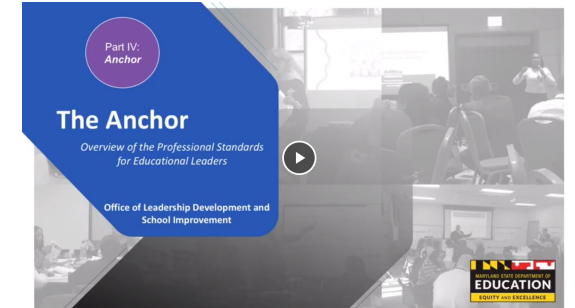 Part IV:
Anchor
The Anchor
Overview of the Professional Standards
for Educational Leaders
Office of Leadership Development and
School Improvement
MARYLAND STATE DEPARTMENT OF
EDUCATION
EQUITY AND EXCELLENCE